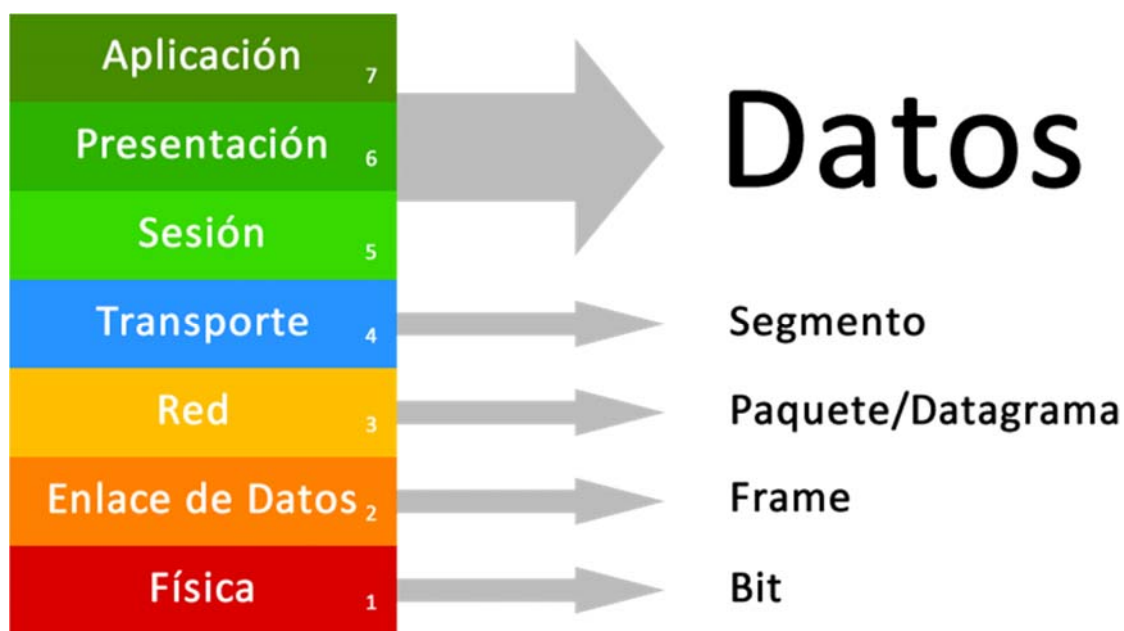 Aplicación 7
Presentación 6
Sesión 5
Transporte 4
Red 3
Enlace de Datos 2
Física 1
Datos
Segmento
Paquete/Datagrama
Frame
Bit